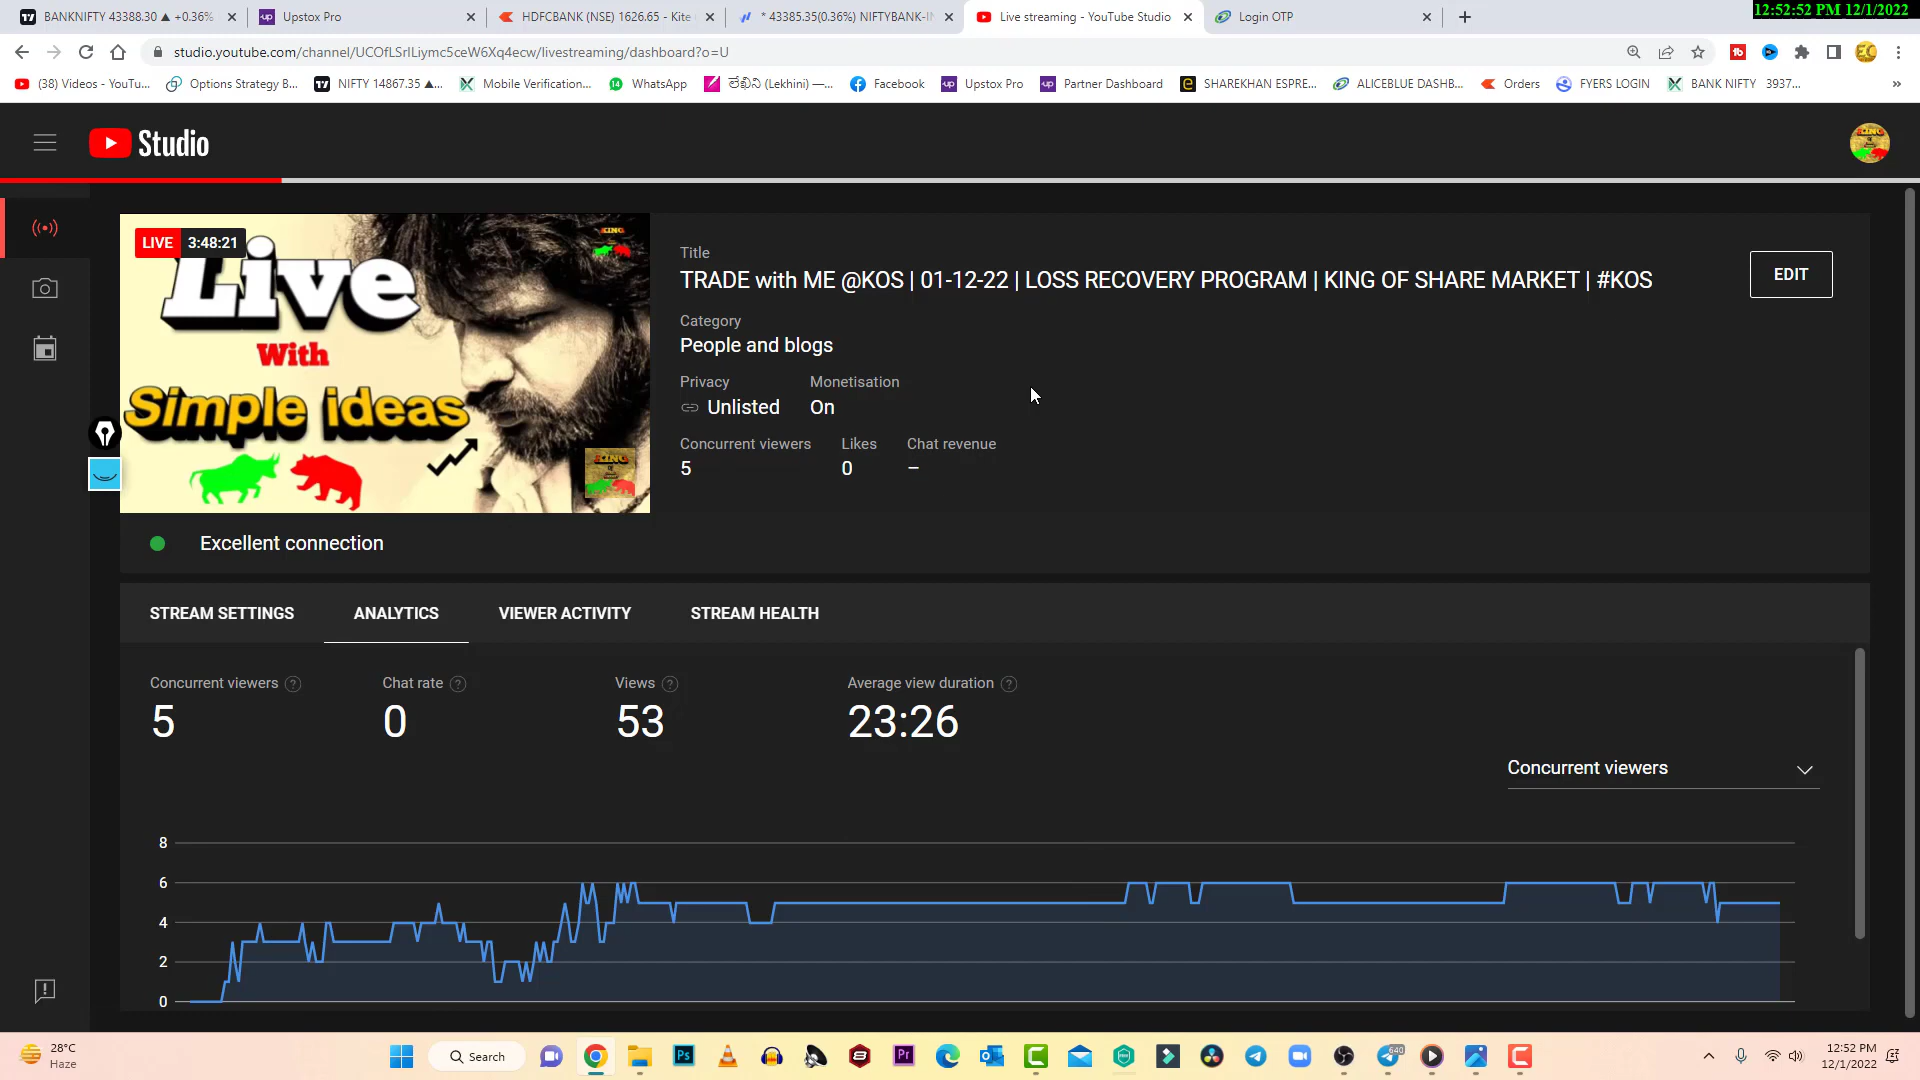 BANKNIFTY 43388.30 ▲ +0.36%
Upstox Pro
HDFCBANK (NSE) 1626.65 - Kite
* 43385.35(0.36%) NIFTYBANK-IN
Live streaming - YouTube Studio
Login OTP
12:52:52 PM 12/1/2022
studio.youtube.com/channel/UCOfLSrILiymc5ceW6Xq4ecw/livestreaming/dashboard?o=U
(38) Videos - YouTu...
Options Strategy B...
NIFTY 14867.35 ▲...
Mobile Verification...
WhatsApp
లేఖిని (Lekhini) —...
Facebook
Upstox Pro
Partner Dashboard
SHAREKHAN ESPRE...
ALICEBLUE DASHB...
Orders
FYERS LOGIN
BANK NIFTY 3937...
Studio
LIVE 3:48:21
Live
With
Simple ideas
KING
Title
TRADE with ME @KOS | 01-12-22 | LOSS RECOVERY PROGRAM | KING OF SHARE MARKET | #KOS
EDIT
Category
People and blogs
Privacy Monetisation
Unlisted On
Concurrent viewers Likes Chat revenue
5 0 –
Excellent connection
STREAM SETTINGS ANALYTICS VIEWER ACTIVITY STREAM HEALTH
Concurrent viewers Chat rate Views Average view duration
5 0 53 23:26
Concurrent viewers
8
6
4
2
0
28°C
Haze
Search
640
12:52 PM
12/1/2022